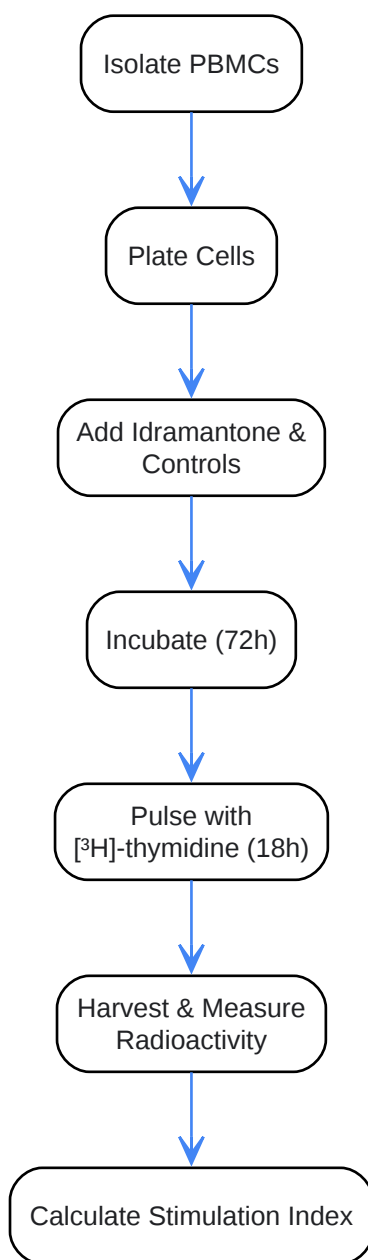 Isolate PBMCs
Plate Cells
Add Idramantone &
Controls
Incubate (72h)
Pulse with
[³H]-thymidine (18h)
Harvest & Measure
Radioactivity
Calculate Stimulation Index